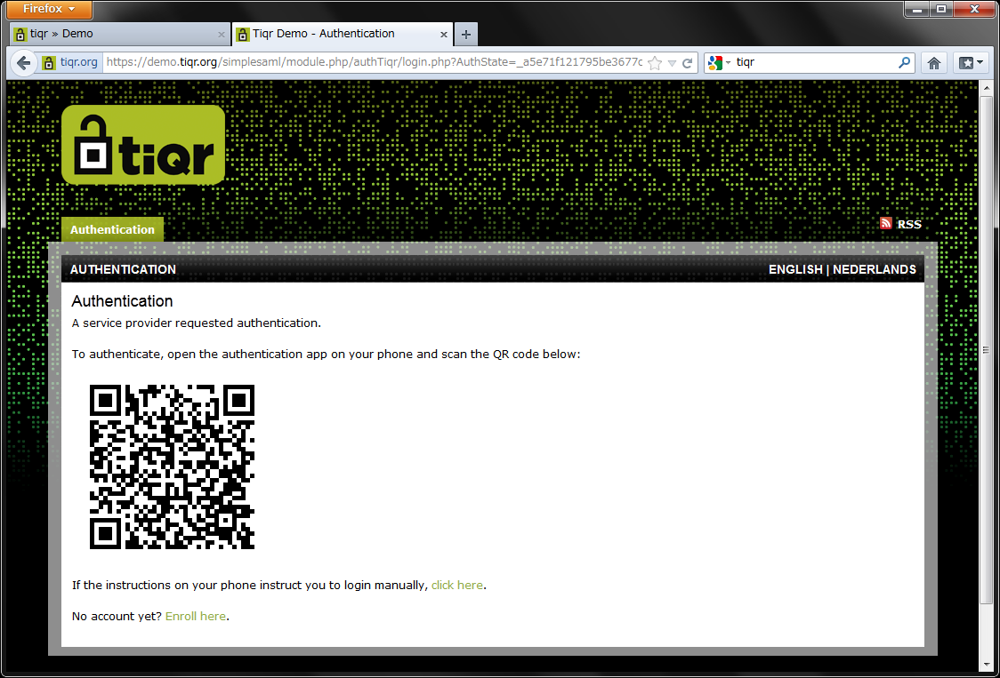 Firefox
tiqr » Demo
Tiqr Demo - Authentication
tiqr.org
https://demo.tiqr.org/simplesaml/module.php/authTiqr/login.php?AuthState=_a5e71f121795be3677c
tiqr
tiqr
Authentication
RSS
AUTHENTICATION
ENGLISH | NEDERLANDS
Authentication
A service provider requested authentication.
To authenticate, open the authentication app on your phone and scan the QR code below:
If the instructions on your phone instruct you to login manually, click here.
No account yet? Enroll here.